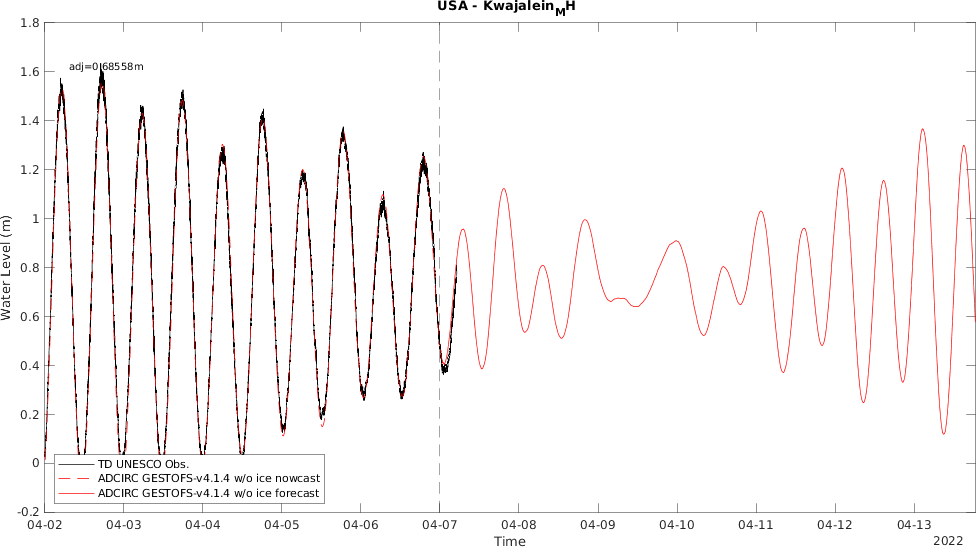 USA - KwajaleinMH
adj=0.68558m
Water Level (m)
1.8
1.6
1.4
1.2
1
0.8
0.6
0.4
0.2
0
-0.2
TD UNESCO Obs.
ADCIRC GESTOFS-v4.1.4 w/o ice nowcast
ADCIRC GESTOFS-v4.1.4 w/o ice forecast
04-02 04-03 04-04 04-05 04-06 04-07 04-08 04-09 04-10 04-11 04-12 04-13
Time
2022